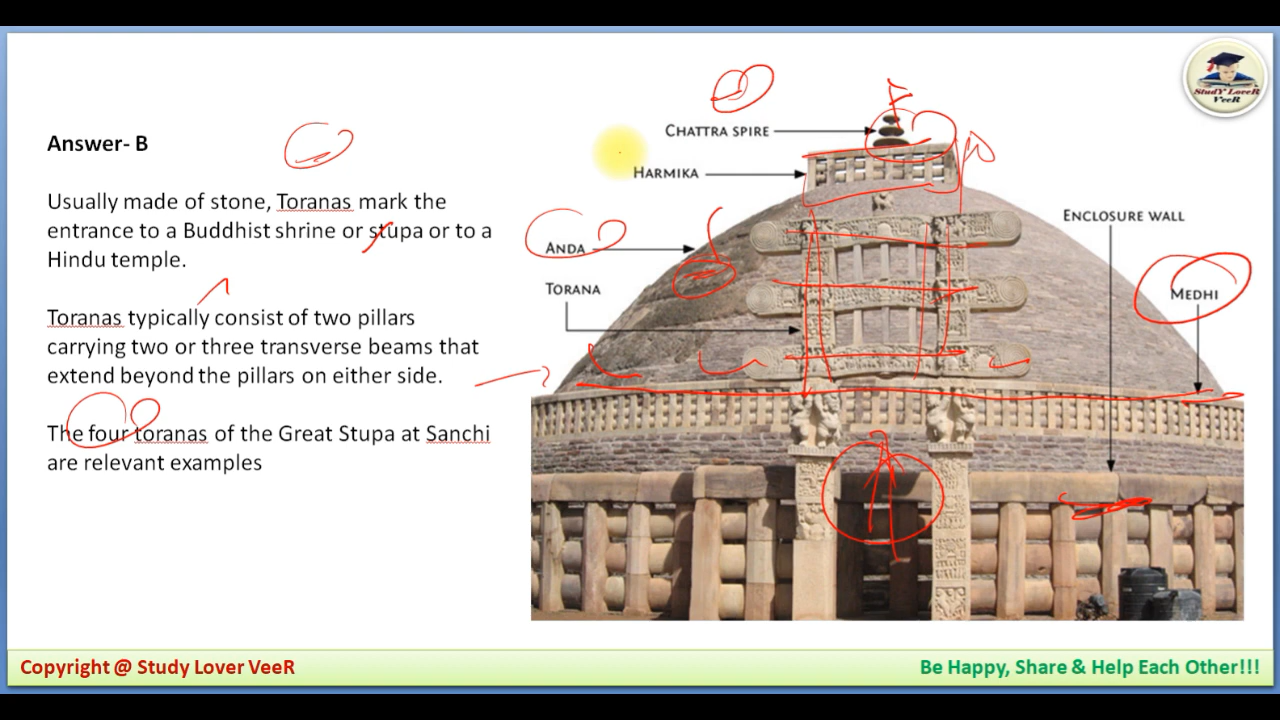 StudY LoveR
VeeR
Answer- B
Usually made of stone, Toranas mark the
entrance to a Buddhist shrine or stupa or to a
Hindu temple.
Toranas typically consist of two pillars
carrying two or three transverse beams that
extend beyond the pillars on either side.
The four toranas of the Great Stupa at Sanchi
are relevant examples
CHATTRA SPIRE
HARMIKA
ANDA
TORANA
ENCLOSURE WALL
MEDHI
Copyright @ Study Lover VeeR
Be Happy, Share & Help Each Other!!!